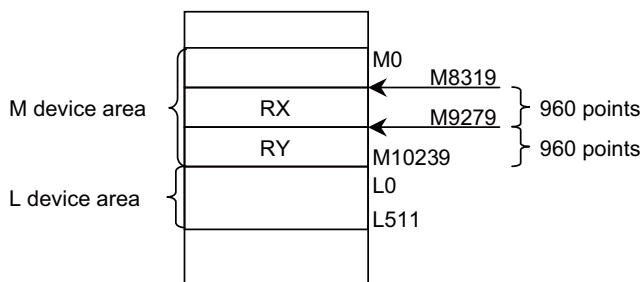 M0
M8319
M device area
RX
960 points
M9279
RY
960 points
M10239
L0
L device area
L511